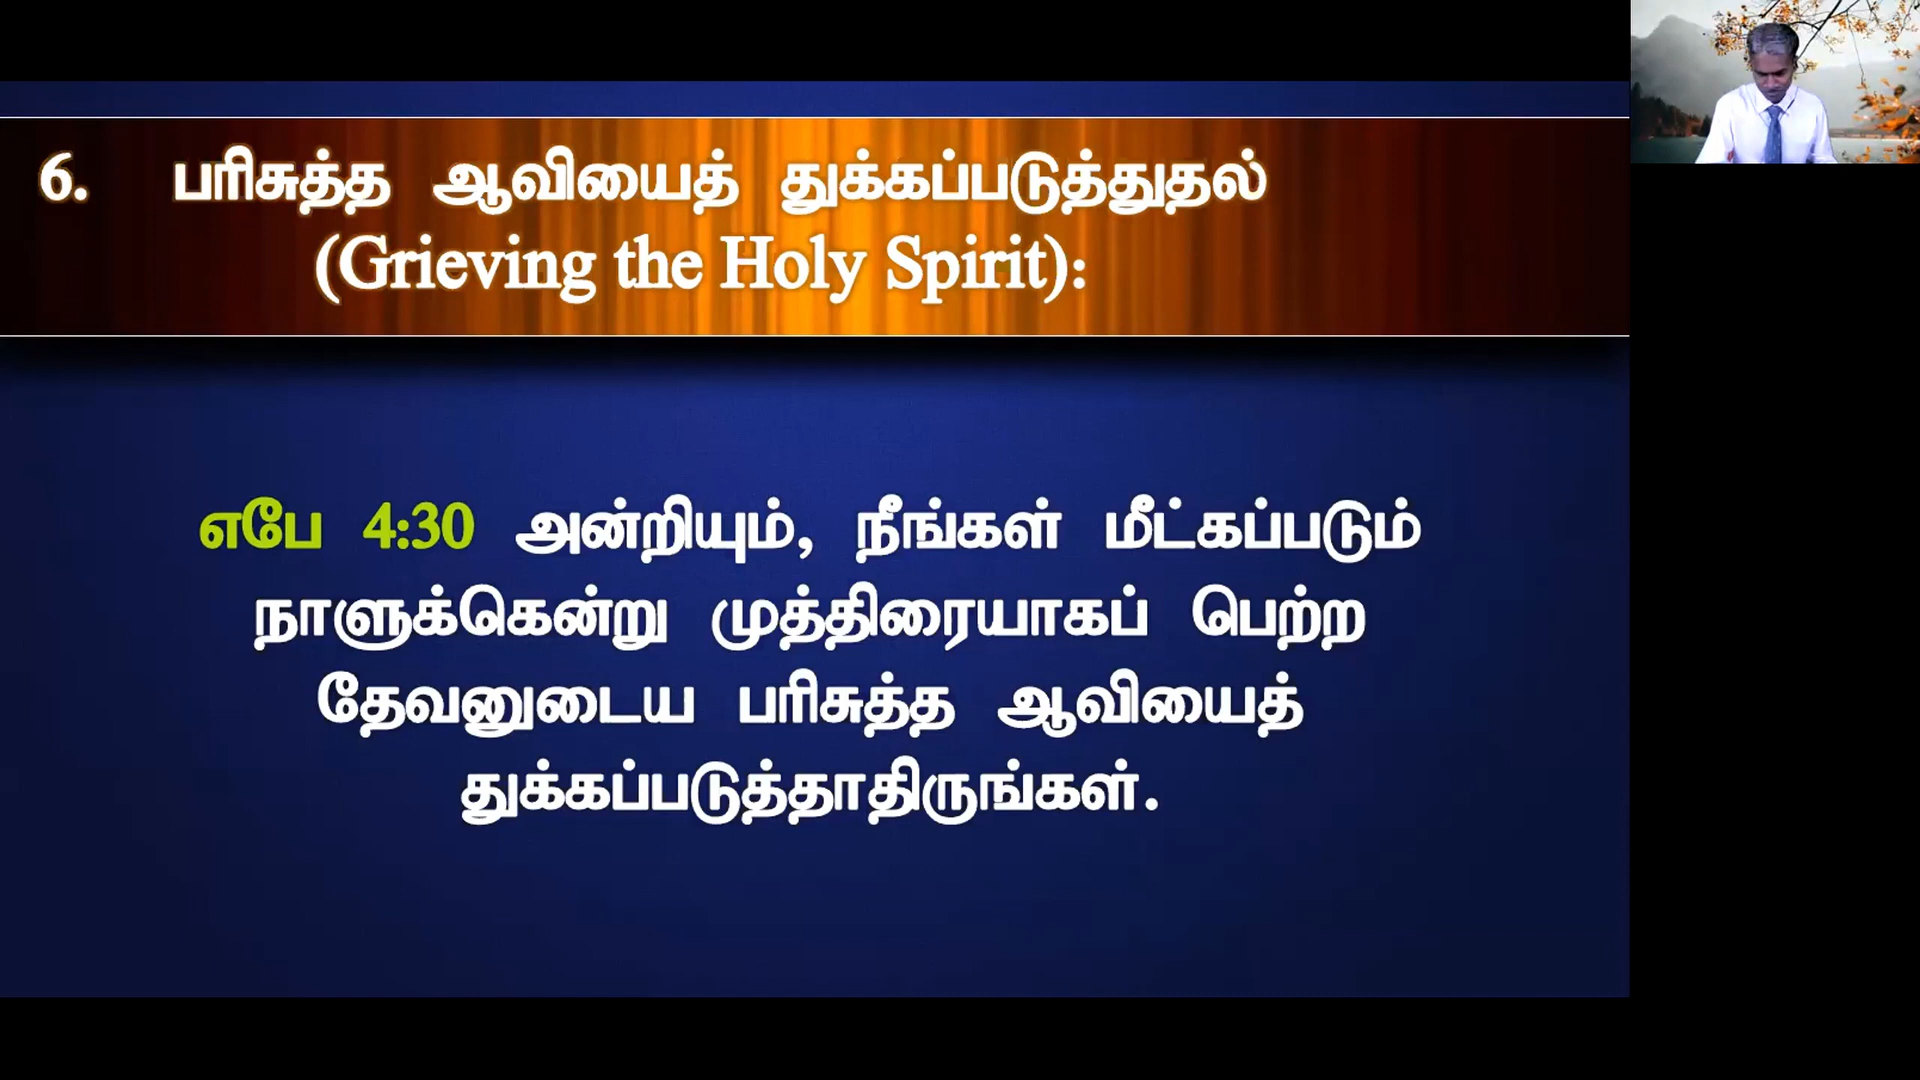 6. பரிசுத்த ஆவியைத் துக்கப்படுத்துதல்
(Grieving the Holy Spirit):
எபே 4:30 அன்றியும், நீங்கள் மீட்கப்படும்
நாளுக்கென்று முத்திரையாகப் பெற்ற
தேவனுடைய பரிசுத்த ஆவியைத்
துக்கப்படுத்தாதிருங்கள்.